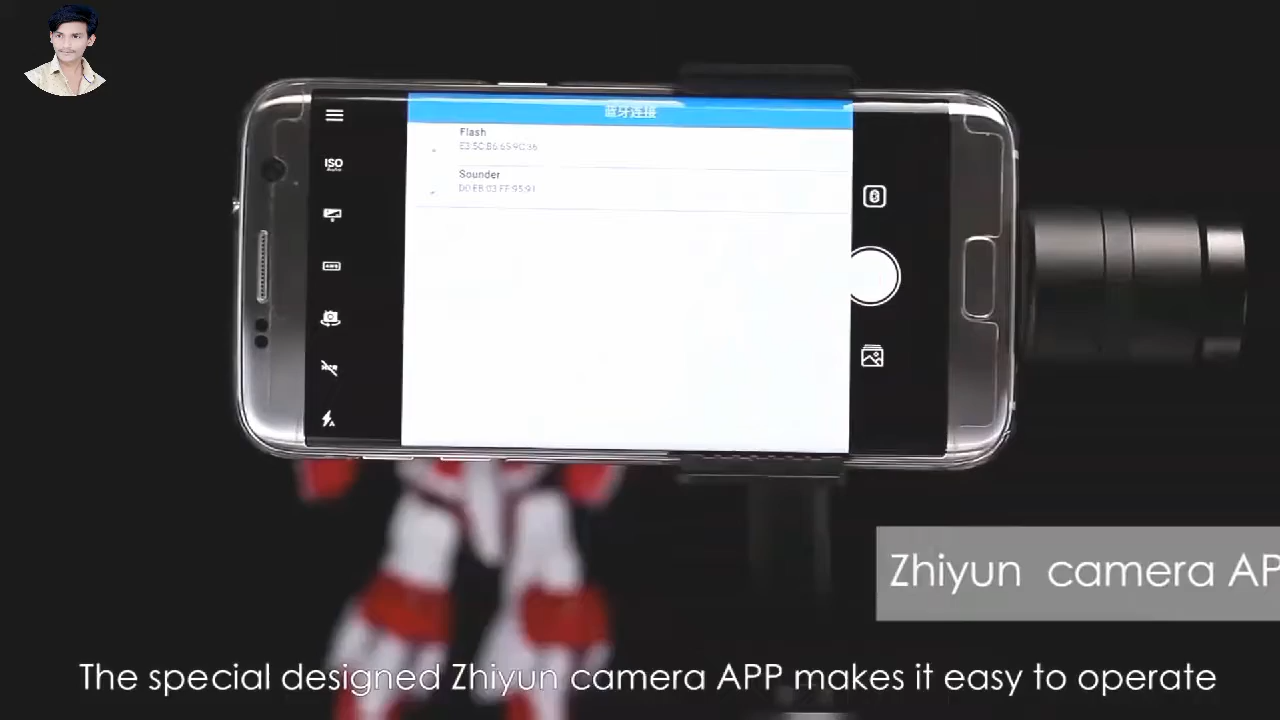 蓝牙连接
Flash
ISO
Auto
Sounder
Zhiyun camera AP
The special designed Zhiyun camera APP makes it easy to operate